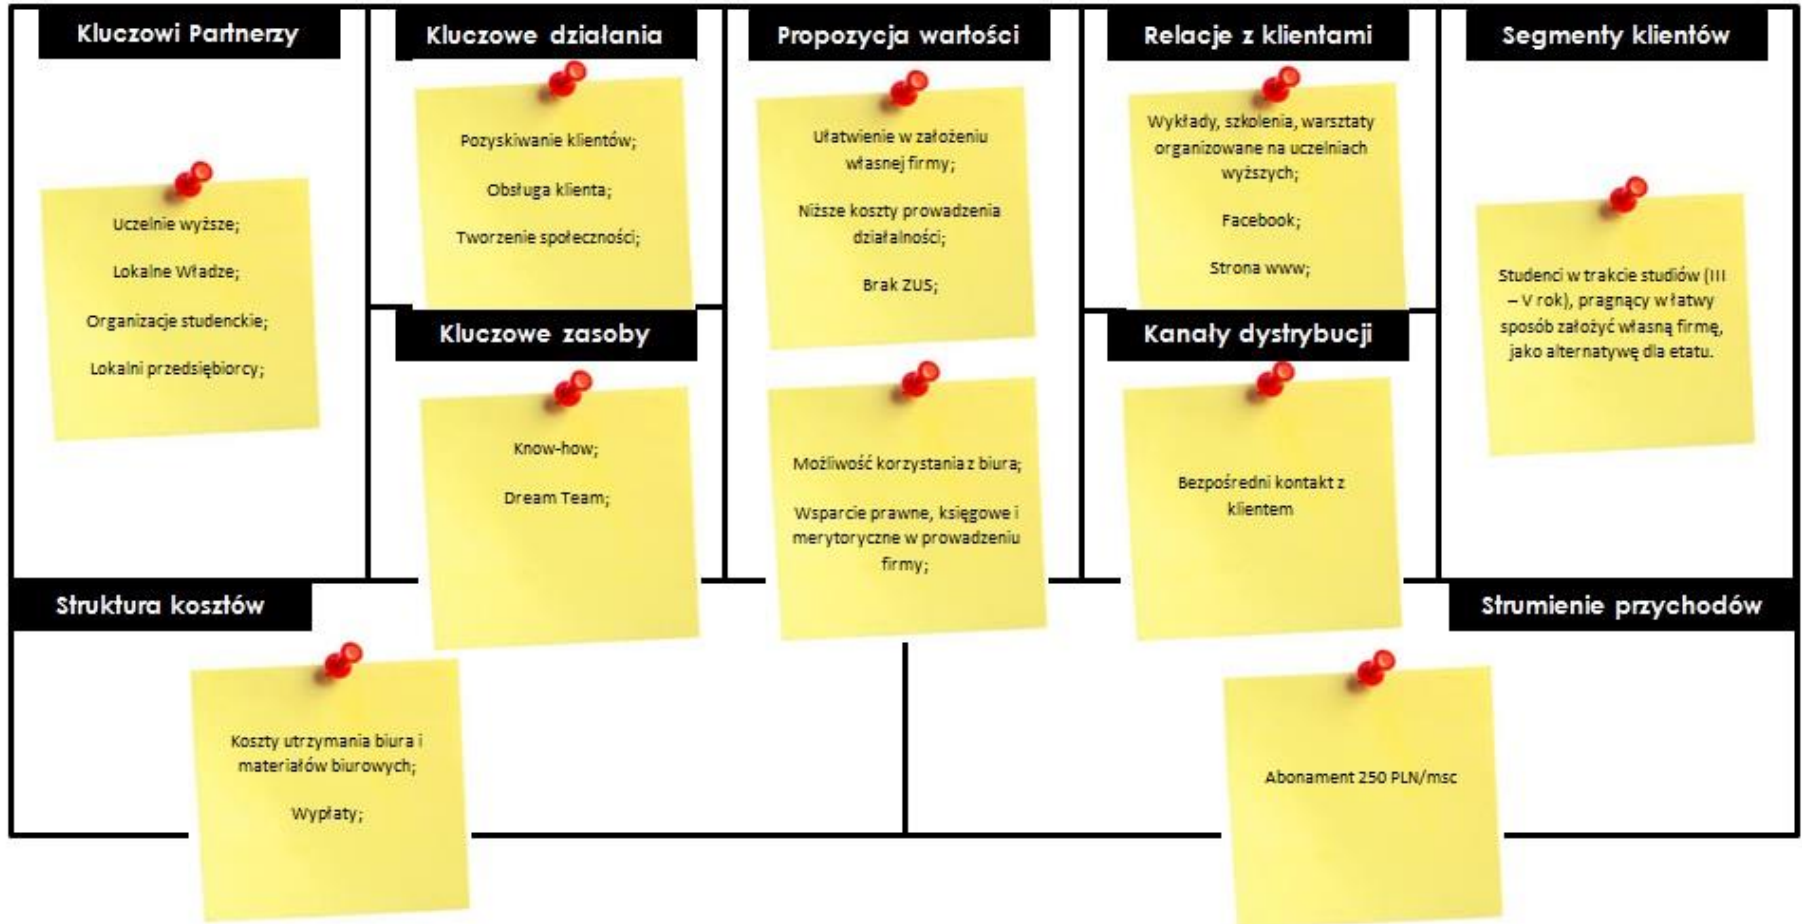 Kluczowi Partnerzy
Uczelnie wyższe;
Lokalne Władze;
Organizacje studenckie;
Lokalni przedsiębiorcy;
Kluczowe działania
Pozyskiwanie klientów;
Obsługa klienta;
Tworzenie społeczności;
Kluczowe zasoby
Know-how;
Dream Team;
Propozycja wartości
Ułatwienie w założeniu
własnej firmy;
Niższe koszty prowadzenia
działalności;
Brak ZUS;
Możliwość korzystania z biura;
Wsparcie prawne, księgowe i
merytoryczne w prowadzeniu
firmy;
Relacje z klientami
Wykłady, szkolenia, warsztaty
organizowane na uczelniach
wyższych;
Facebook;
Strona www;
Kanały dystrybucji
Bezpośredni kontakt z
klientem
Segmenty klientów
Studenci w trakcie studiów (III
– V rok), pragnący w łatwy
sposób założyć własną firmę,
jako alternatywę dla etatu.
Struktura kosztów
Koszty utrzymania biura i
materiałów biurowych;
Wypłaty;
Strumienie przychodów
Abonament 250 PLN/msc